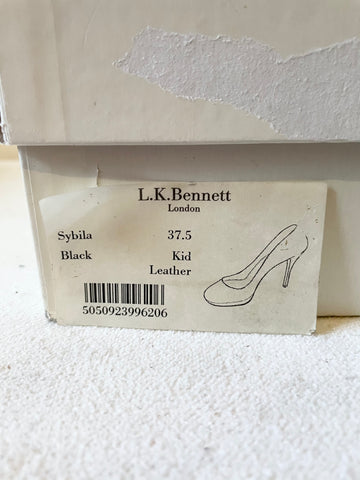 L.K.Bennett
London
Sybila 37.5
Black Kid
Leather
5050923996206